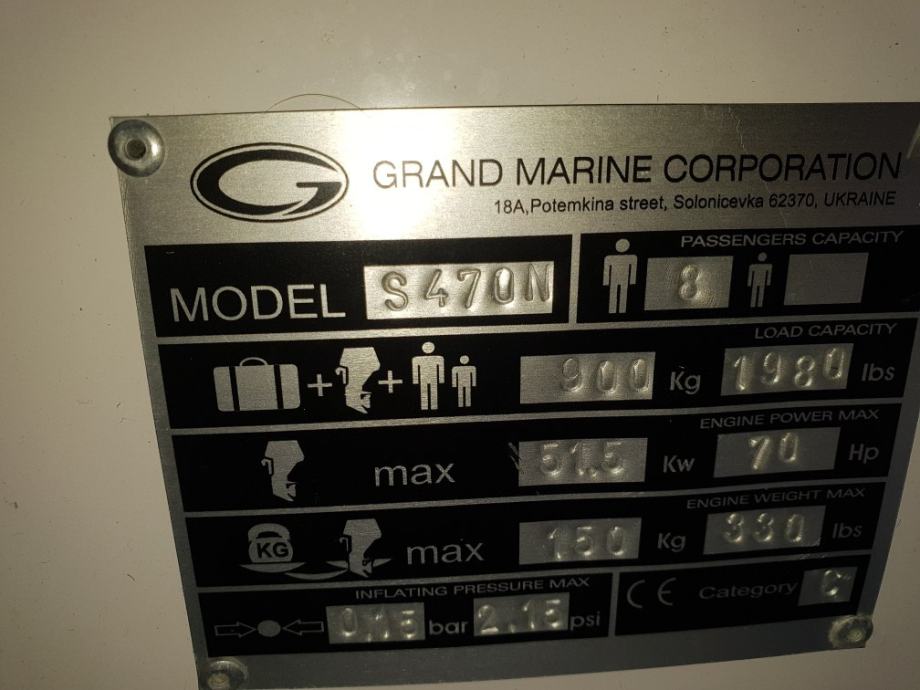 G
GRAND MARINE CORPORATION
18A,Potemkina street, Solonicevka 62370, UKRAINE
MODEL S470N
PASSENGERS CAPACITY
8
LOAD CAPACITY
+ + 900 Kg 1980 lbs
ENGINE POWER MAX
max 51.5 Kw 70 Hp
ENGINE WEIGHT MAX
KG max 150 Kg 330 lbs
INFLATING PRESSURE MAX
0.15 bar 2.15 psi
CE Category C